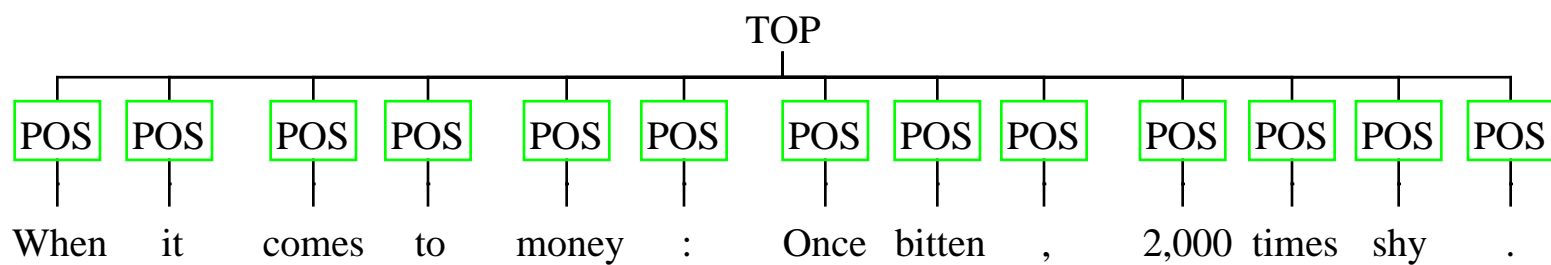 TOP
POS POS POS POS POS POS POS POS POS POS POS POS POS
When it comes to money : Once bitten , 2,000 times shy .